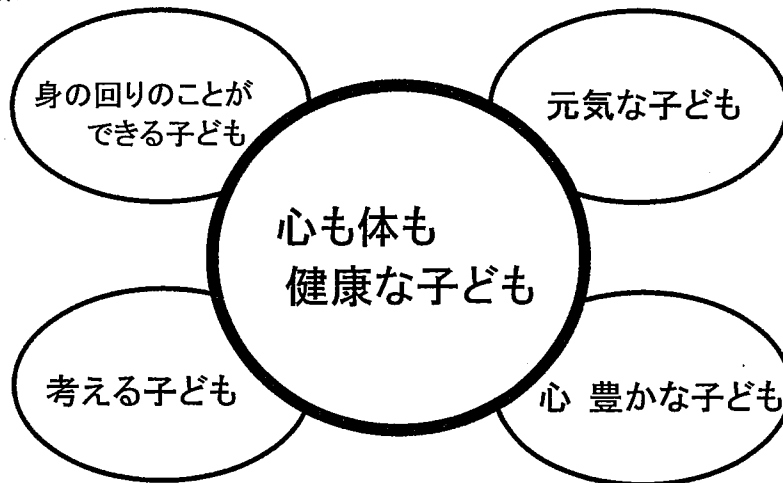 身の回りのことが
できる子ども
元気な子ども
心も体も
健康な子ども
考える子ども
心 豊かな子ども